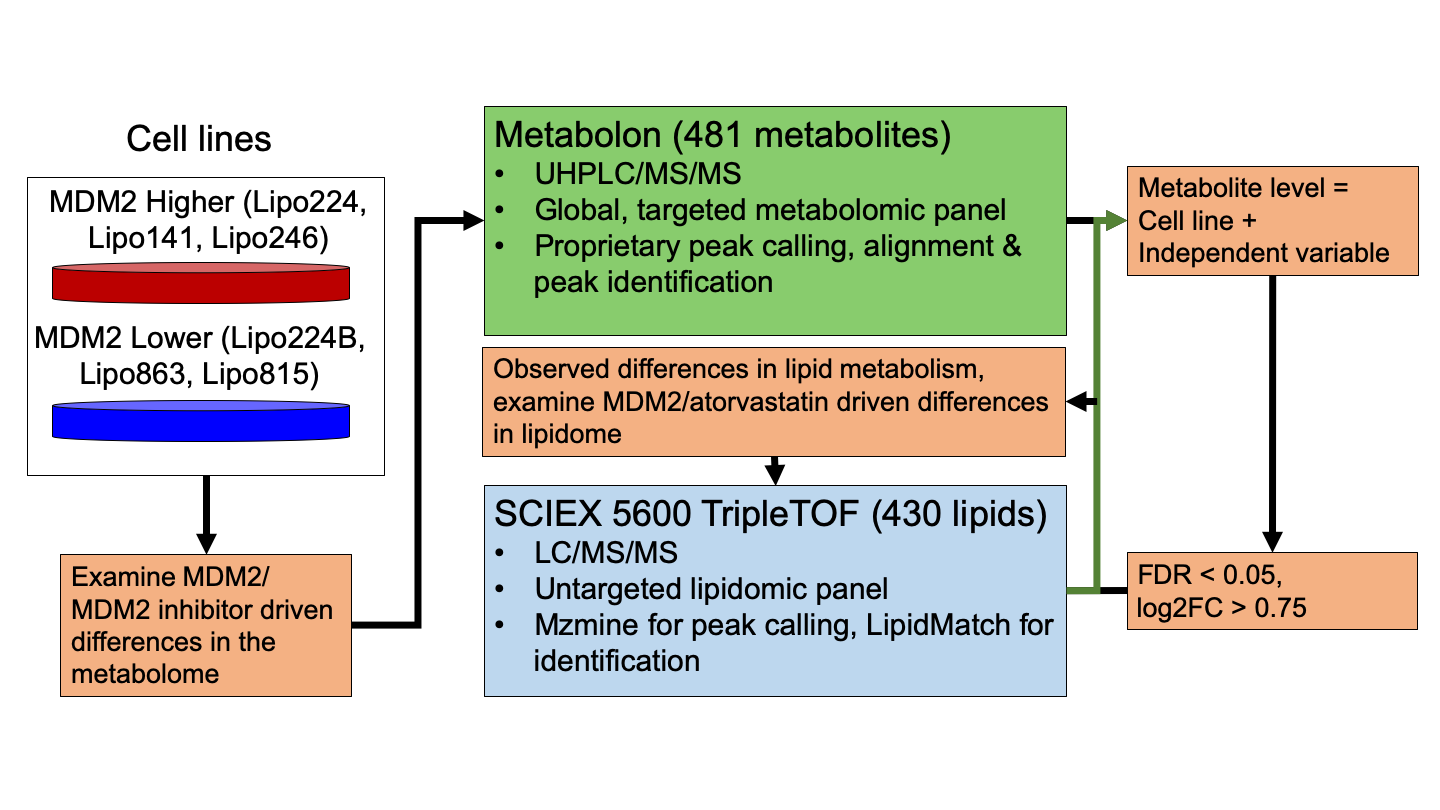 Cell lines
MDM2 Higher (Lipo224,
Lipo141, Lipo246)
MDM2 Lower (Lipo224B,
Lipo863, Lipo815)
Examine MDM2/
MDM2 inhibitor driven
differences in the
metabolome
Metabolon (481 metabolites)
• UHPLC/MS/MS
• Global, targeted metabolomic panel
• Proprietary peak calling, alignment &
peak identification
Observed differences in lipid metabolism,
examine MDM2/atorvastatin driven differences
in lipidome
SCIEX 5600 TripleTOF (430 lipids)
• LC/MS/MS
• Untargeted lipidomic panel
• Mzmine for peak calling, LipidMatch for
identification
Metabolite level =
Cell line +
Independent variable
FDR < 0.05,
log2FC > 0.75